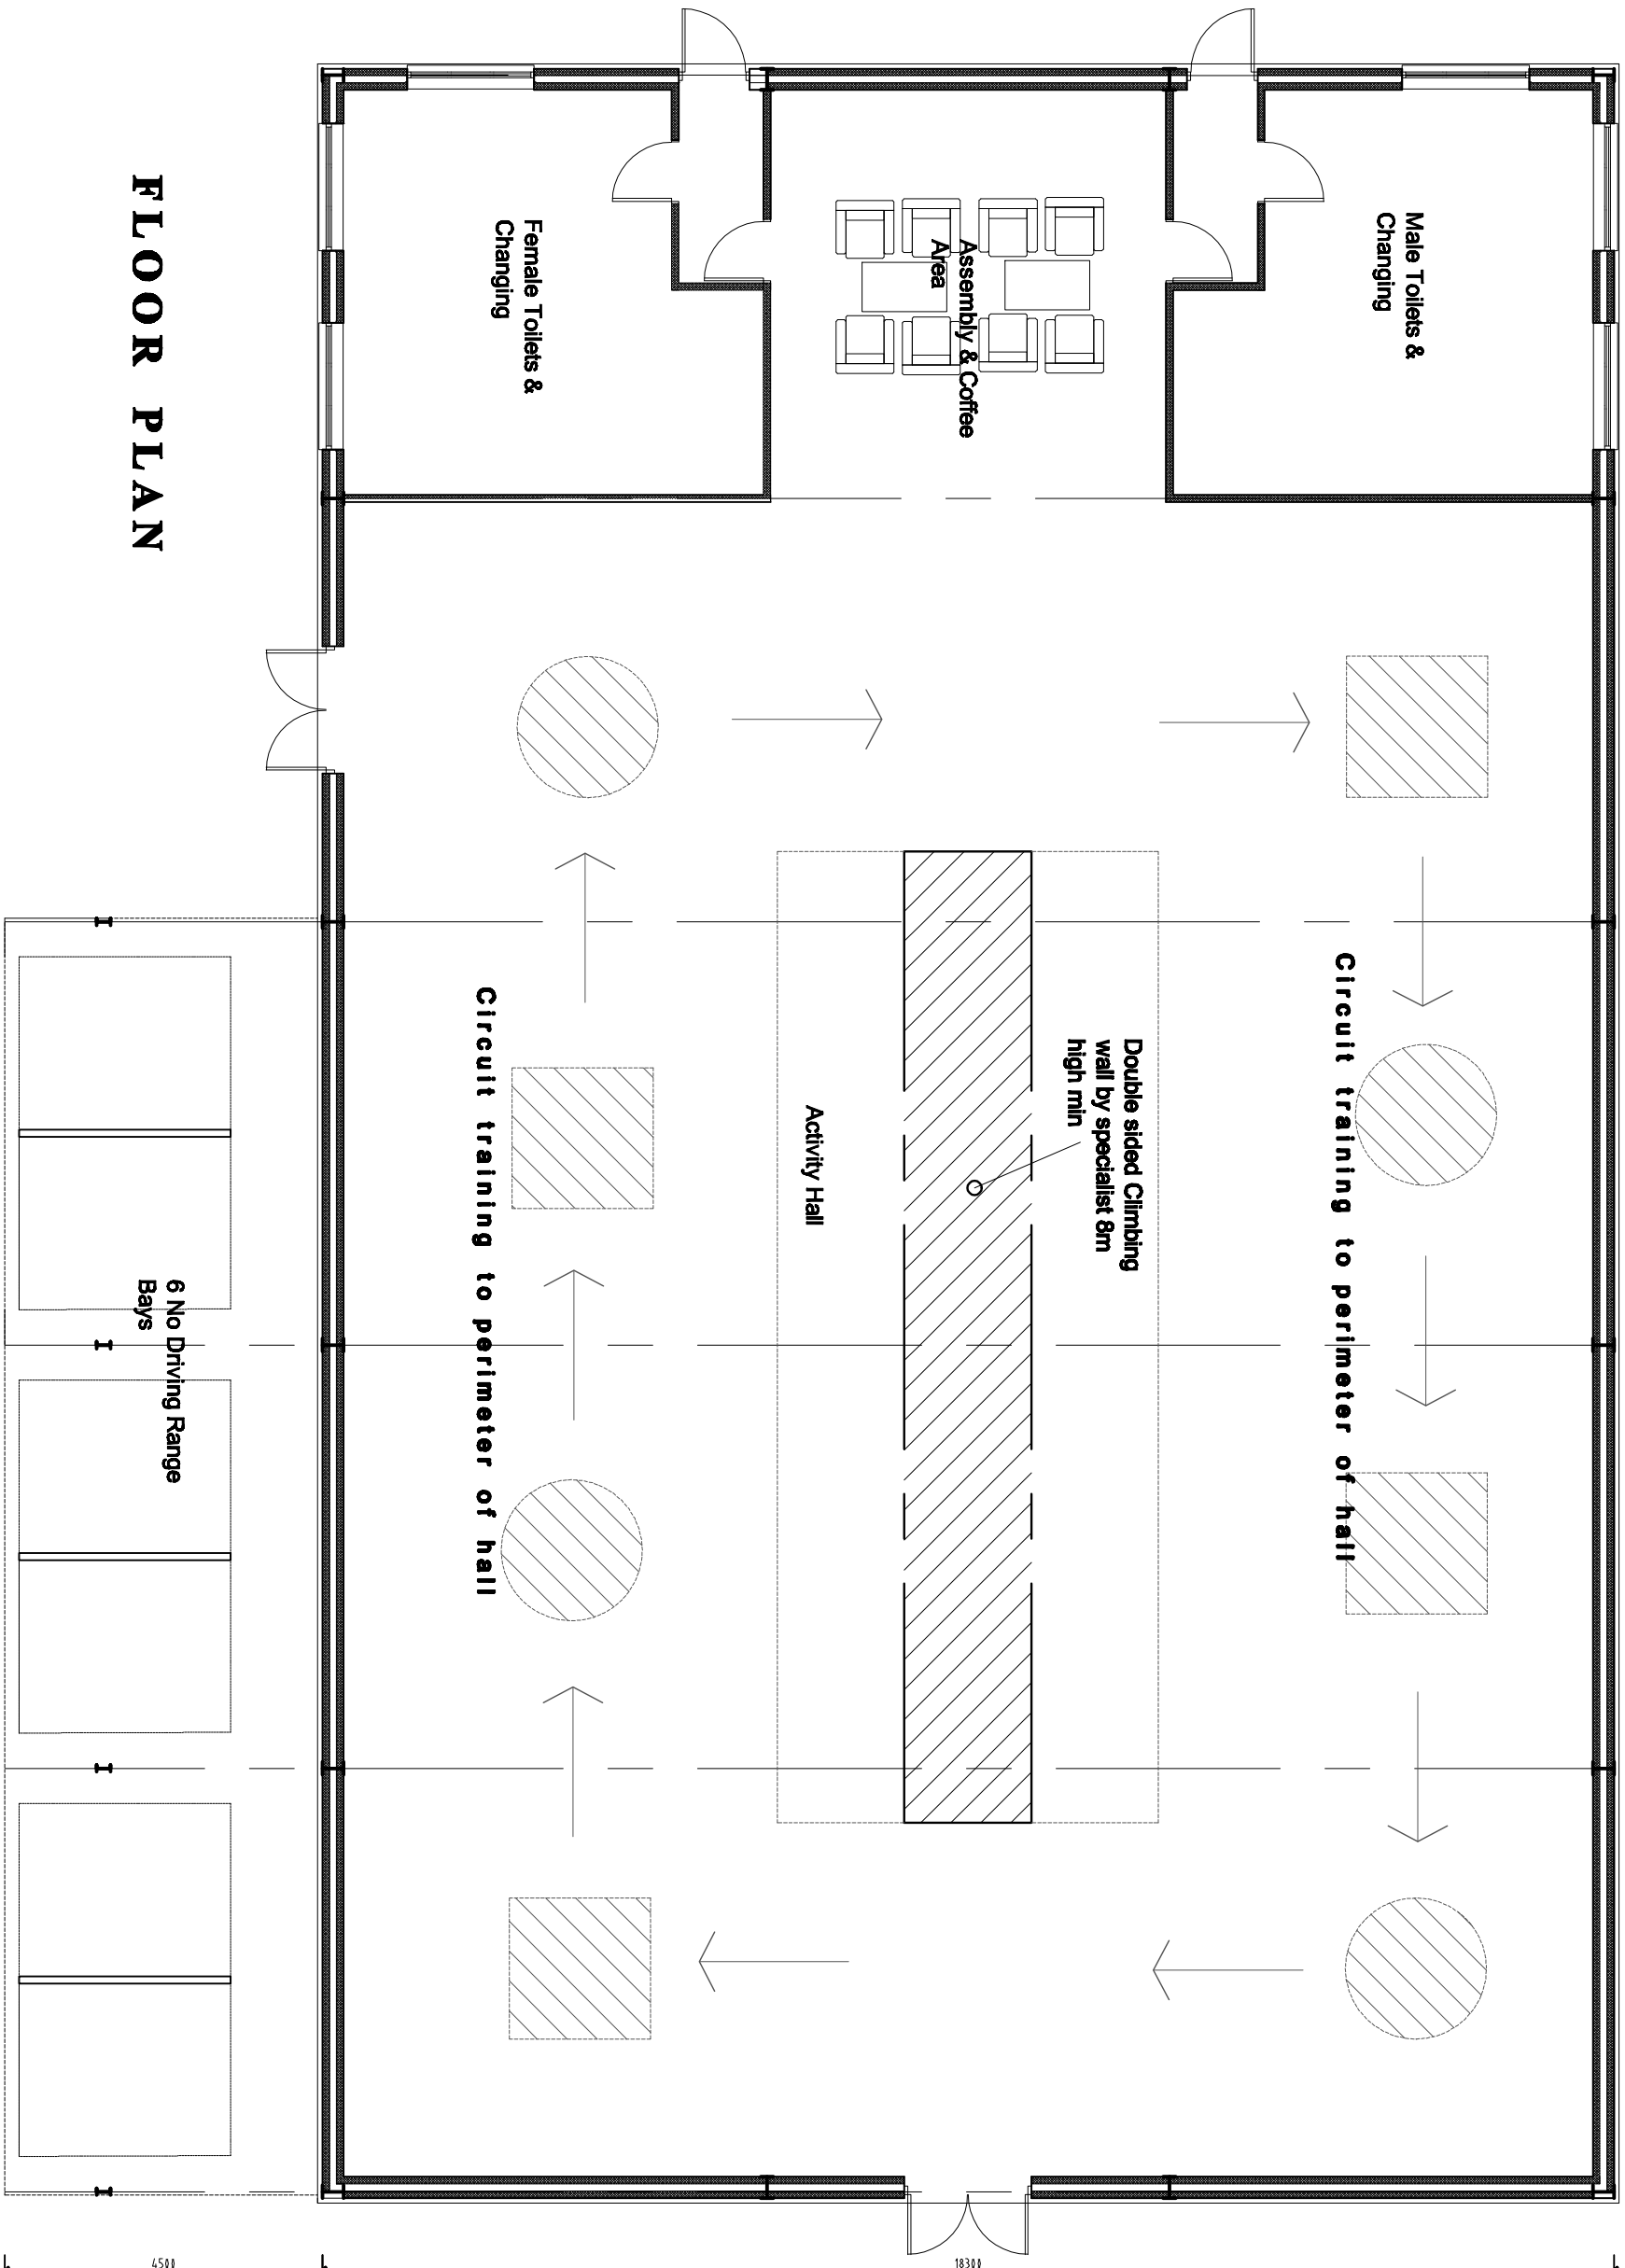 Male Toilets &
Changing
Assembly & Coffee
Area
Female Toilets &
Changing
FLOOR PLAN
Circuit training to perimeter of hall
Double sided Climbing
wall by specialist 8m
high min
Activity Hall
Circuit training to perimeter of hall
6 No Driving Range
Bays
4500
18300